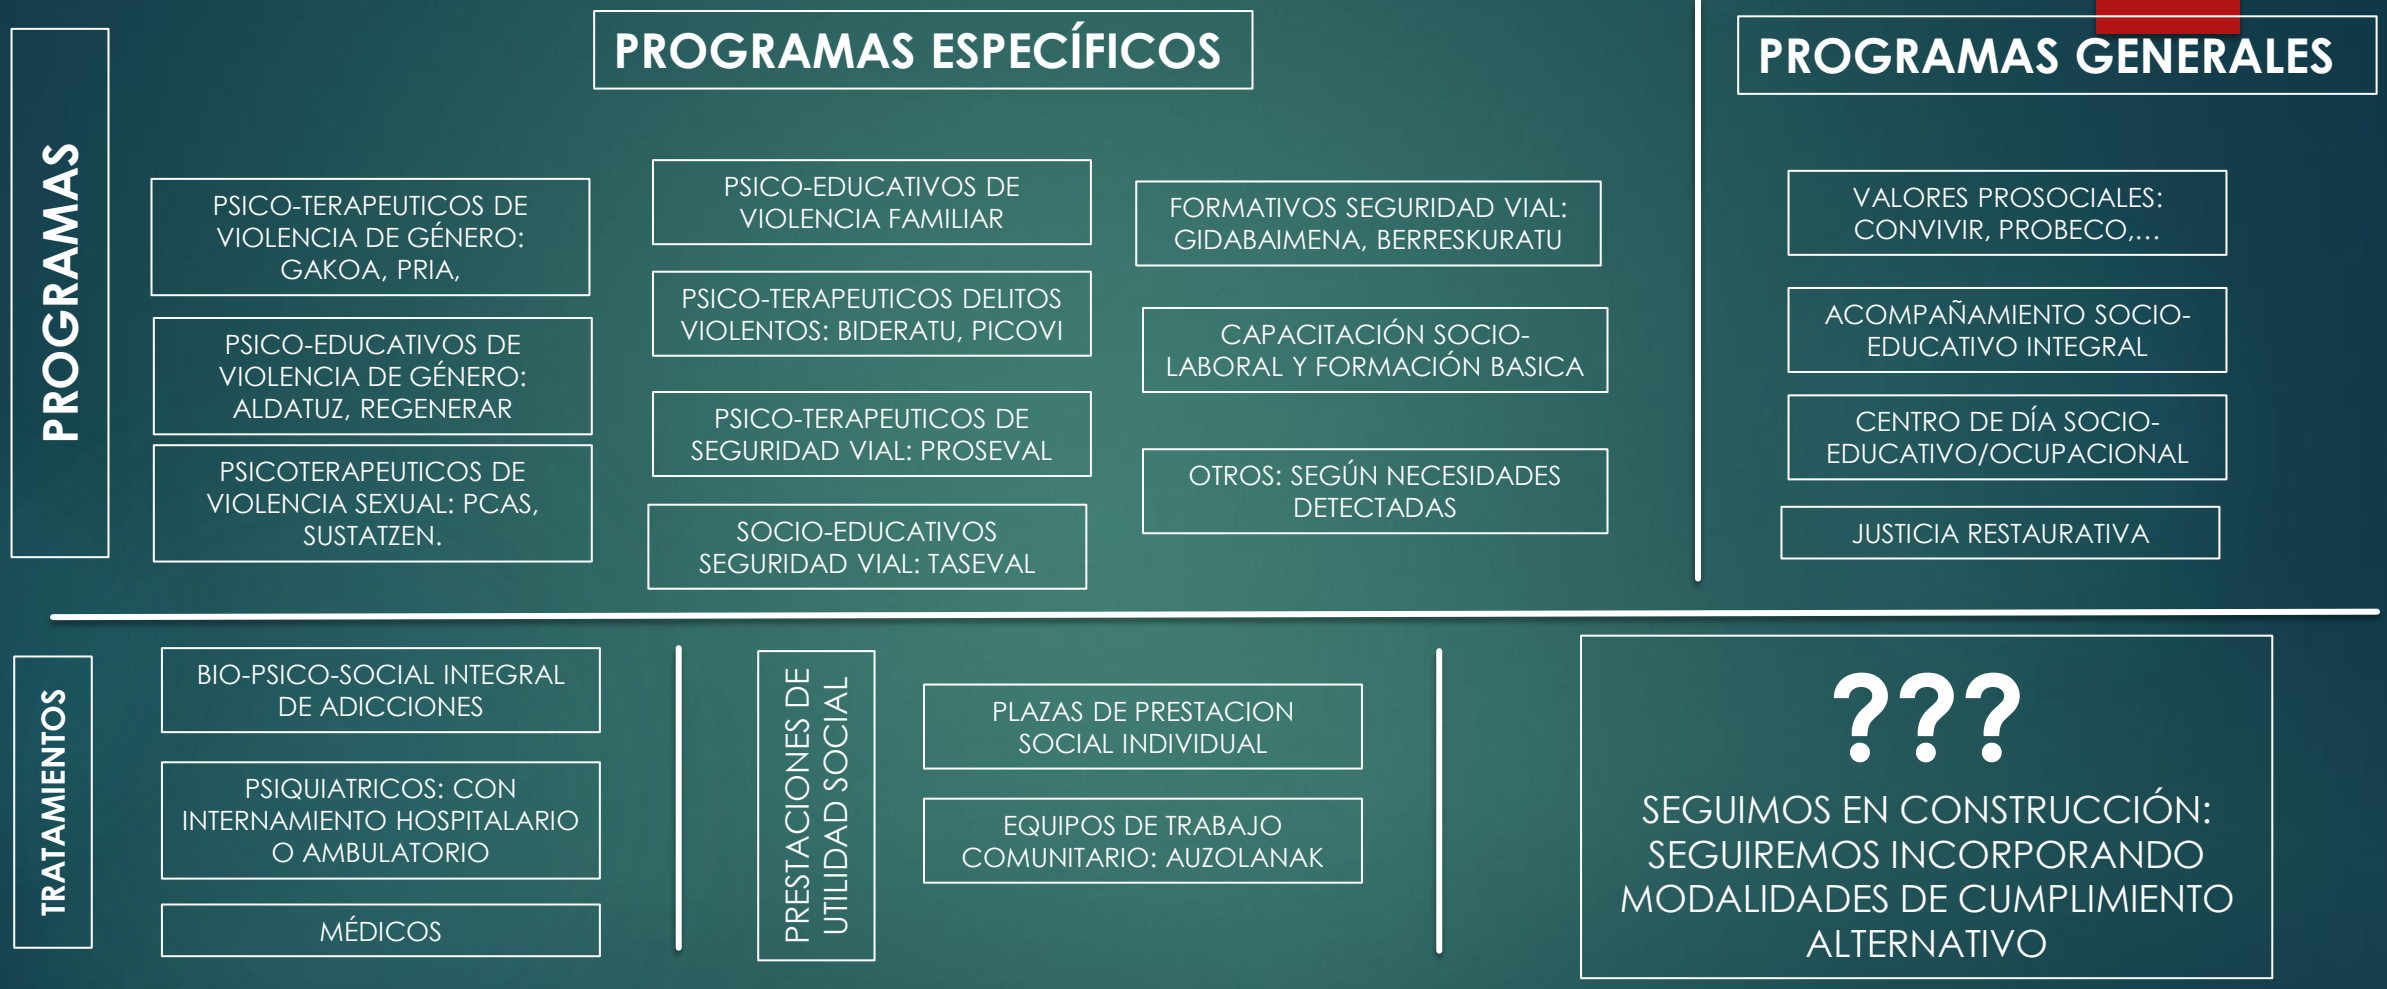 PROGRAMAS ESPECÍFICOS
PROGRAMAS GENERALES
PROGRAMAS
PSICO-TERAPEUTICOS DE
VIOLENCIA DE GÉNERO:
GAKOA, PRIA,
PSICO-EDUCATIVOS DE
VIOLENCIA DE GÉNERO:
ALDATUZ, REGENERAR
PSICOTERAPEUTICOS DE
VIOLENCIA SEXUAL: PCAS,
SUSTATZEN.
PSICO-EDUCATIVOS DE
VIOLENCIA FAMILIAR
PSICO-TERAPEUTICOS DELITOS
VIOLENTOS: BIDERATU, PICOVI
PSICO-TERAPEUTICOS DE
SEGURIDAD VIAL: PROSEVAL
SOCIO-EDUCATIVOS
SEGURIDAD VIAL: TASEVAL
FORMATIVOS SEGURIDAD VIAL:
GIDABAIMENA, BERRESKURATU
CAPACITACIÓN SOCIO-
LABORAL Y FORMACIÓN BASICA
OTROS: SEGÚN NECESIDADES
DETECTADAS
VALORES PROSOCIALES:
CONVIVIR, PROBECO,…
ACOMPAÑAMIENTO SOCIO-
EDUCATIVO INTEGRAL
CENTRO DE DÍA SOCIO-
EDUCATIVO/OCUPACIONAL
JUSTICIA RESTAURATIVA
TRATAMIENTOS
BIO-PSICO-SOCIAL INTEGRAL
DE ADICCIONES
PSIQUIATRICOS: CON
INTERNAMIENTO HOSPITALARIO
O AMBULATORIO
MÉDICOS
PRESTACIONES DE
UTILIDAD SOCIAL
PLAZAS DE PRESTACION
SOCIAL INDIVIDUAL
EQUIPOS DE TRABAJO
COMUNITARIO: AUZOLANAK
???
SEGUIMOS EN CONSTRUCCIÓN:
SEGUIREMOS INCORPORANDO
MODALIDADES DE CUMPLIMIENTO
ALTERNATIVO